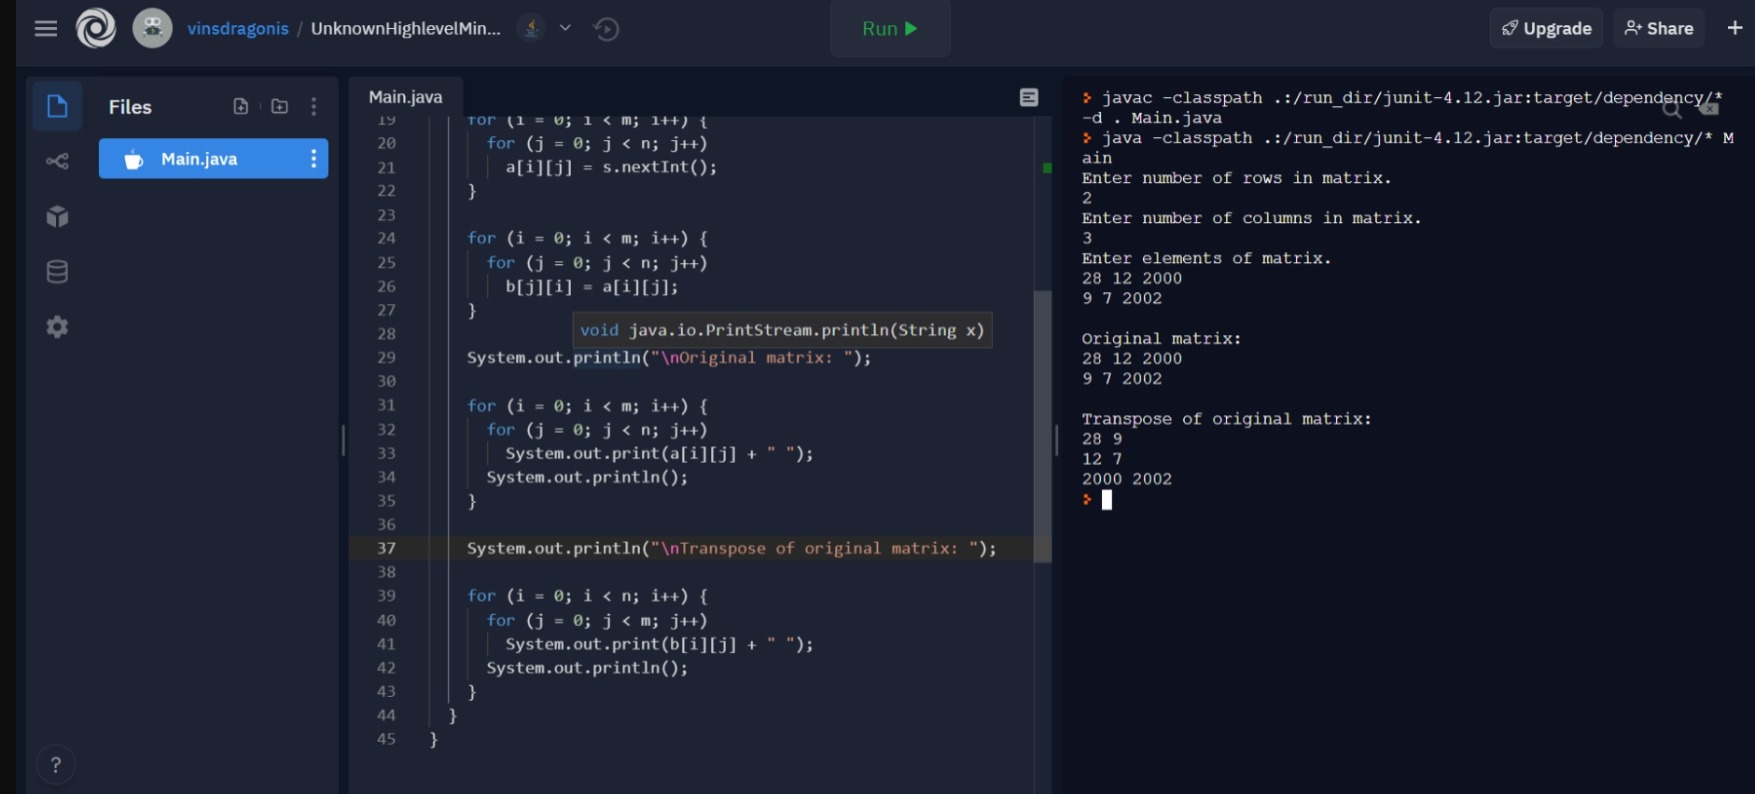 vinsdragonis / UnknownHighlevelMin...
Run
Upgrade
Share
+
Files
Main.java
Main.java
19 for (i = 0; i < m; i++) {
20 for (j = 0; j < n; j++)
21 a[i][j] = s.nextInt();
22 }
23
24 for (i = 0; i < m; i++) {
25 for (j = 0; j < n; j++)
26 b[j][i] = a[i][j];
27 }
28
void java.io.PrintStream.println(String x)
29 System.out.println("\nOriginal matrix: ");
30
31 for (i = 0; i < m; i++) {
32 for (j = 0; j < n; j++)
33 System.out.print(a[i][j] + " ");
34 System.out.println();
35 }
36
37 System.out.println("\nTranspose of original matrix: ");
38
39 for (i = 0; i < n; i++) {
40 for (j = 0; j < m; j++)
41 System.out.print(b[i][j] + " ");
42 System.out.println();
43 }
44 }
45 }
?
javac -classpath .:/run_dir/junit-4.12.jar:target/dependency/*
-d . Main.java
java -classpath .:/run_dir/junit-4.12.jar:target/dependency/* M
ain
Enter number of rows in matrix.
2
Enter number of columns in matrix.
3
Enter elements of matrix.
28 12 2000
9 7 2002
Original matrix:
28 12 2000
9 7 2002
Transpose of original matrix:
28 9
12 7
2000 2002